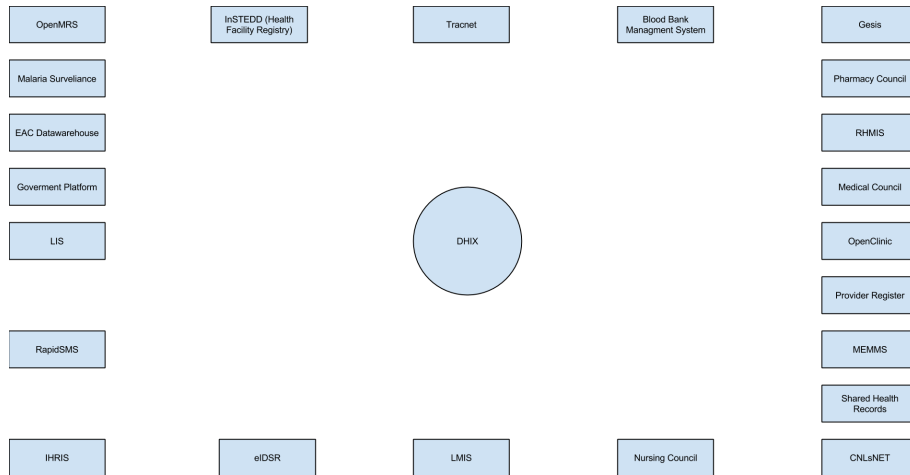 OpenMRS
InSTEDD (Health
Facility Registry)
Tracnet
Blood Bank
Managment System
Gesis
Malaria Surveliance
Pharmacy Council
EAC Datawarehouse
RHMIS
Goverment Platform
Medical Council
LIS
DHIX
OpenClinic
Provider Register
RapidSMS
MEMMS
Shared Health
Records
IHRIS
eIDSR
LMIS
Nursing Council
CNLsNET